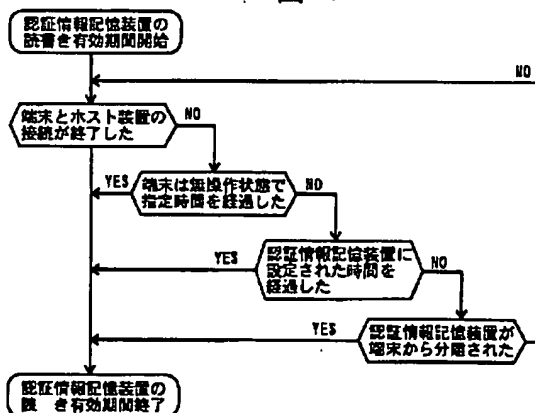 図
認証情報記憶装置の
読書き有効期間開始
NO
端末とホスト装置の
接続が終了した
NO
YES
端末は無操作状態で
指定時間を経過した
NO
YES
認証情報記憶装置に
設定された時間を
経過した
NO
YES
認証情報記憶装置が
端末から分離された
認証情報記憶装置の
読 き有効期間終了